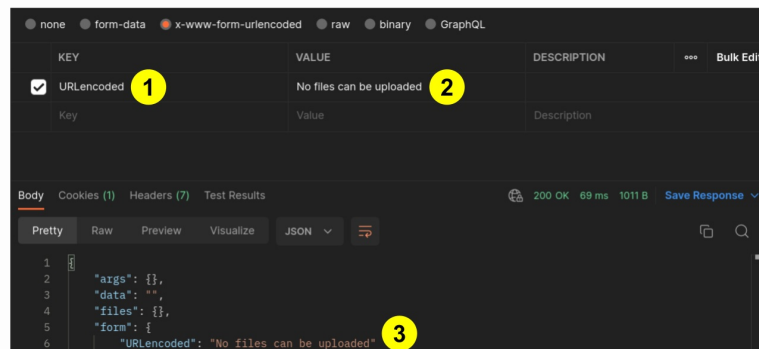 none form-data x-www-form-urlencoded raw binary GraphQL
KEY VALUE DESCRIPTION ooo Bulk Edi
URLencoded 1 No files can be uploaded 2
Key Value Description
Body Cookies (1) Headers (7) Test Results 200 OK 69 ms 1011 B Save Response
Pretty Raw Preview Visualize JSON
1 {
2 "args": {},
3 "data": "",
4 "files": {},
5 "form": {
6 "URLencoded": "No files can be uploaded" 3